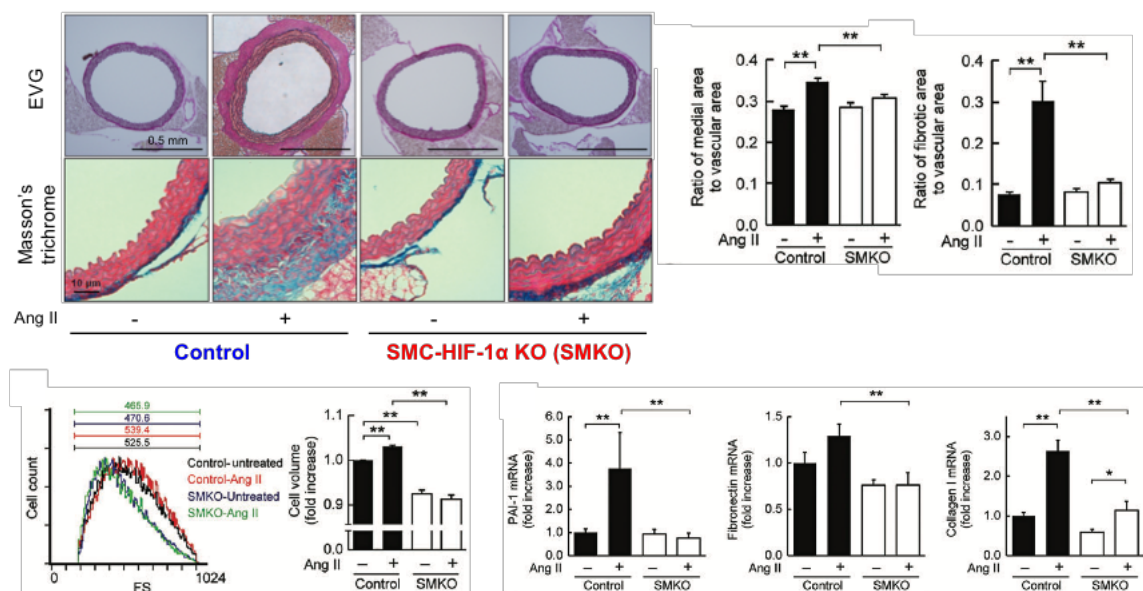 EVG
0.5 mm
Masson's
trichrome
10 μm
Ang II
- + - +
Control
SMC-HIF-1α KO (SMKO)
Ratio of medial area
to vascular area
0.4
0.3
0.2
0.1
0.0
** **
Ang II - + - +
Control SMKO
Ratio of fibrotic area
to vascular area
0.4
0.3
0.2
0.1
0.0
** **
Ang II - + - +
Control SMKO
465.9
470.6
539.4
525.5
Control-untreated
Control-Ang II
SMKO-Untreated
SMKO-Ang II
Cell count
0 1024
FS
Cell volume
(fold increase)
1.1
1.0
0.9
0.0
**
**
**
Ang II - + - +
Control SMKO
PAI-1 mRNA
(fold increase)
6.0
4.0
2.0
0.0
** **
Ang II - + - +
Control SMKO
Fibronectin mRNA
(fold increase)
1.5
1.0
0.5
0.0
**
Ang II - + - +
Control SMKO
Collagen I mRNA
(fold increase)
3.0
2.0
1.0
0.0
** **
*
Ang II - + - +
Control SMKO